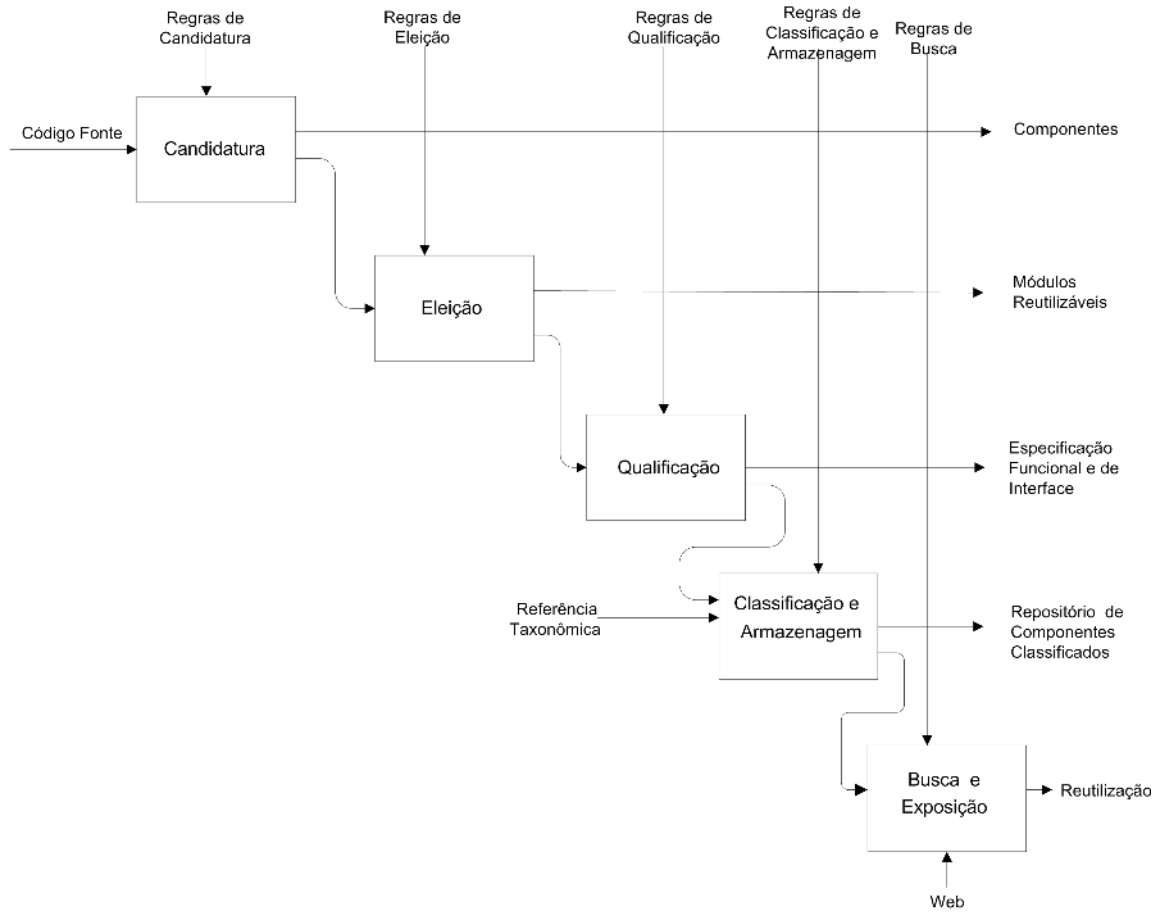 Regras de
Candidatura
Regras de
Eleição
Regras de
Qualificação
Regras de
Classificação e
Armazenagem
Regras de
Busca
Código Fonte
Candidatura
Componentes
Eleição
Módulos
Reutilizáveis
Qualificação
Especificação
Funcional e de
Interface
Referência
Taxonômica
Classificação e
Armazenagem
Repositório de
Componentes
Classificados
Busca e
Exposição
Reutilização
Web